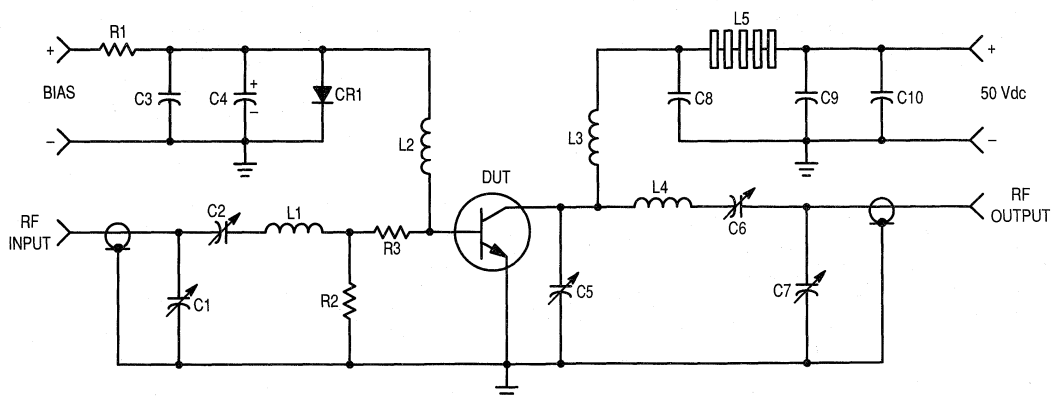 R1
L5
+
+
BIAS
C3
C4
+
–
CR1
C8
C9
C10
50 Vdc
–
–
L2
L3
DUT
RF
INPUT
C2
L1
R3
L4
C6
RF
OUTPUT
C1
R2
C5
C7